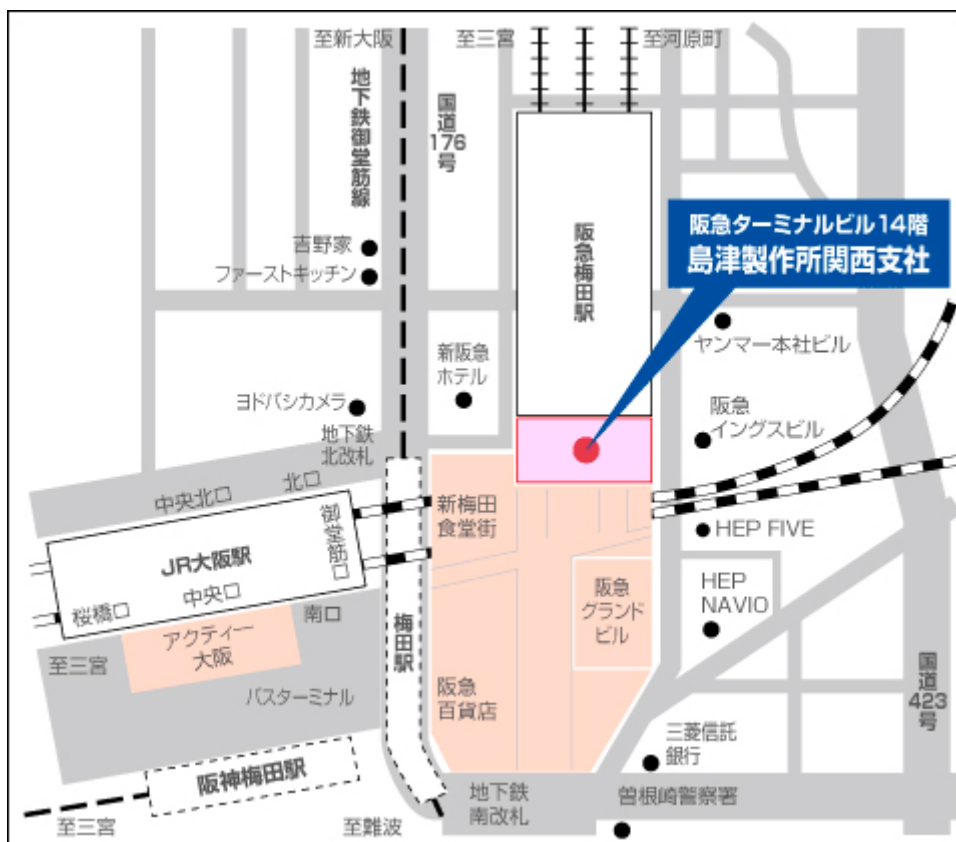 至新大阪
至三宮
至河原町
地下鉄御堂筋線
国道
176
号
阪急ターミナルビル14階
島津製作所関西支社
吉野家
ファーストキッチン
阪急梅田駅
ヤンマー本社ビル
新阪急
ホテル
ヨドバシカメラ
阪急
イングスビル
地下鉄
北改札
中央北口
北口
御堂筋口
新梅田
食堂街
HEP FIVE
JR大阪駅
桜橋口
中央口
南口
阪急
グランド
ビル
HEP
NAVIO
アクティー
大阪
梅田駅
至三宮
バスターミナル
阪急
百貨店
国道
423
号
三菱信託
銀行
阪神梅田駅
地下鉄
南改札
曽根崎警察署
至三宮
至難波